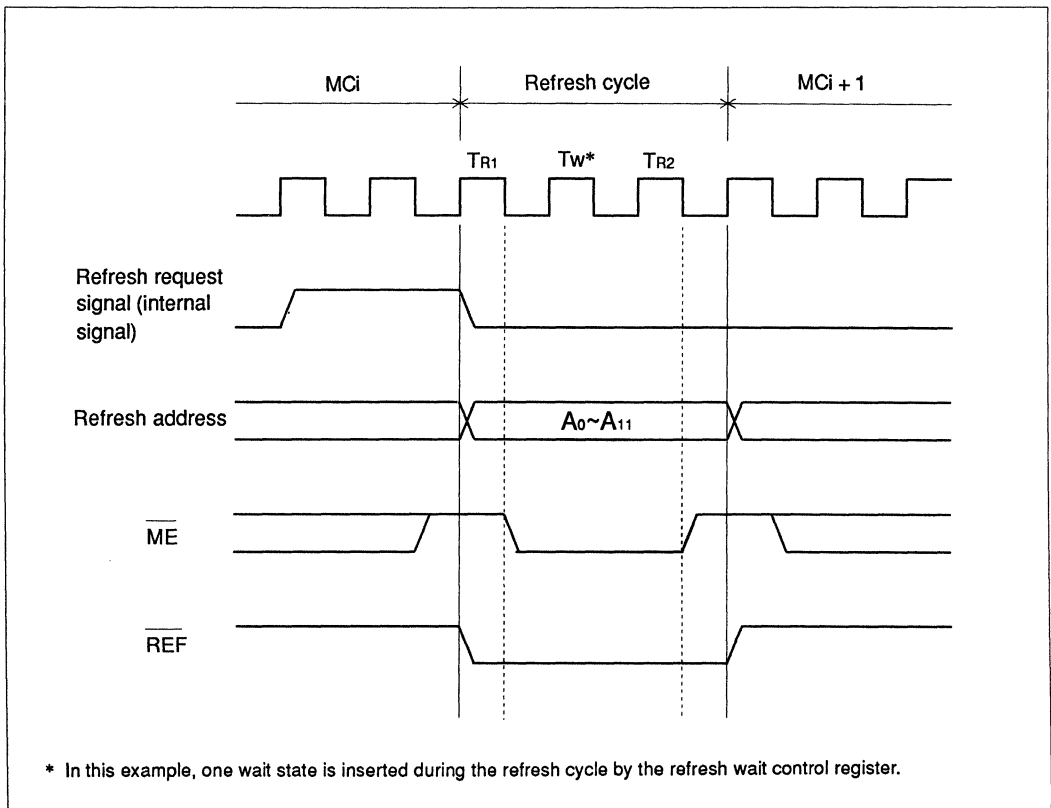 MCi Refresh cycle MCi + 1
TR1 Tw* TR2
Refresh request
signal (internal
signal)
Refresh address A0~A11
ME
REF
* In this example, one wait state is inserted during the refresh cycle by the refresh wait control register.